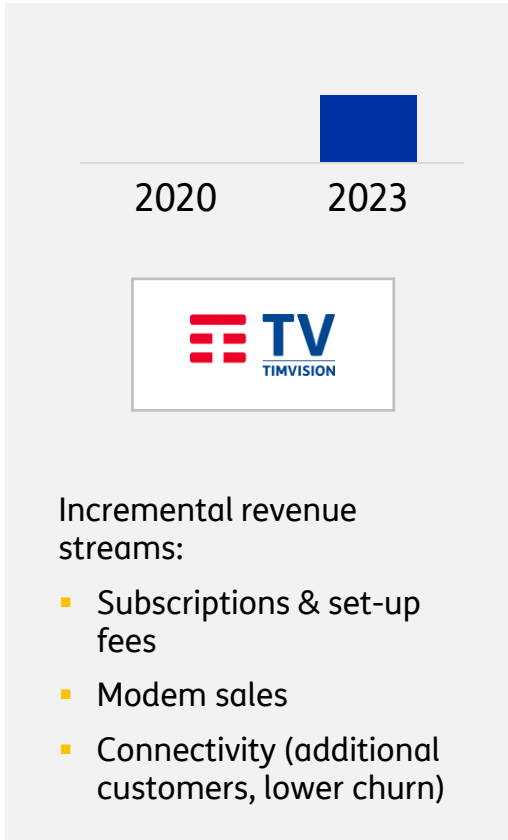 2020 2023
TV
TIMVISION
Incremental revenue
streams:
Subscriptions & set-up
fees
Modem sales
Connectivity (additional
customers, lower churn)